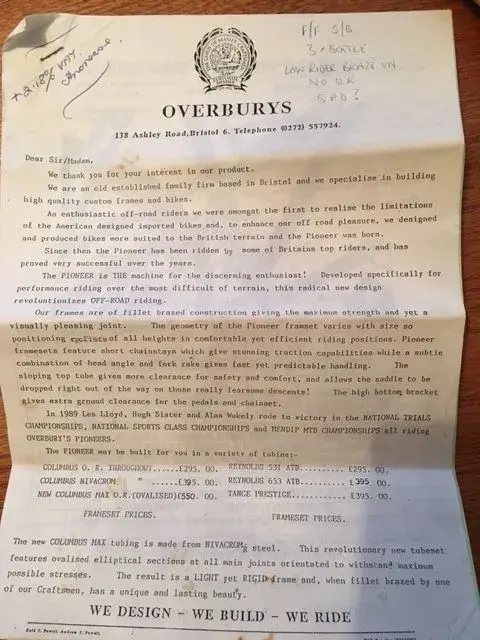 F/F S/B
3 × BOTTLE
LOW RIDER BRAZE ON
NO Q.R
S.P.D ?
+ 2.18% VAT.
Increase
OVERBURYS
138 Ashley Road, Bristol 6. Telephone (0272) 557924.
Dear Sir/Madam,
We thank you for your interest in our product.
We are an old established family firm based in Bristol and we specialise in building
high quality custom frames and bikes.
As enthusiastic off-road riders we were amongst the first to realise the limitations
of the American designed imported bikes and, to enhance our off road pleasure, we designed
and produced bikes more suited to the British terrain and the Pioneer was born.
Since then the Pioneer has been ridden by some of Britains top riders, and has
proved very successful over the years.
The PIONEER is THE machine for the discerning enthusiast! Developed specifically for
performance riding over the most difficult of terrain, this radical new design
revoluntionizes OFF-ROAD riding.
Our frames are of fillet brazed construction giving the maximum strength and yet a
visually pleasing joint. The geometry of the Pioneer framset varies with size so
positioning cyclists of all heights in comfortable yet efficient riding positions. Pioneer
framesets feature short chainstays which give stunning traction capabilities while a subtle
combination of head angle and fork rake gives fast yet predictable handling. The
sloping top tube gives more clearance for safety and comfort, and allows the saddle to be
dropped right out of the way on those really fearsome descents! The high bottom bracket
gives extra ground clearance for the pedals and chainset.
In 1989 Les Lloyd, Hugh Slater and Alan Wakely rode to victory in the NATIONAL TRIALS
CHAMPIONSHIPS, NATIONAL SPORTS CLASS CHAMPIONSHIPS and MENDIP MTB CHAMPIONSHIPS all riding
OVERBURY'S PIONEERS.
The PIONEER may be built for you in a variety of tubine:-
COLUMBUS O. R. THROUGHOUT.....£295. 00. REYNOLDS 531 ATB..........£295. 00.
COLUMBUS NIVACROM " .....£395. 00. REYNOLDS 653 ATB..........£395. 00.
NEW COLUMBUS MAX O.R.(OVALISED)£550. 00. TANGE PRESTIGE............£395. 00.
FRAMESET PRICES. FRAMESET PRICES.
The new COLUMBUS MAX tubing is made from NIVACROM R steel. This revolutionary new tubeset
features ovalised eliptical sections at all main joints orientated to withstand maximum
possible stresses. The result is a LIGHT yet RIGID frame and, when fillet brazed by one
of our Craftsmen, has a unique and lasting beauty.
WE DESIGN - WE BUILD - WE RIDE